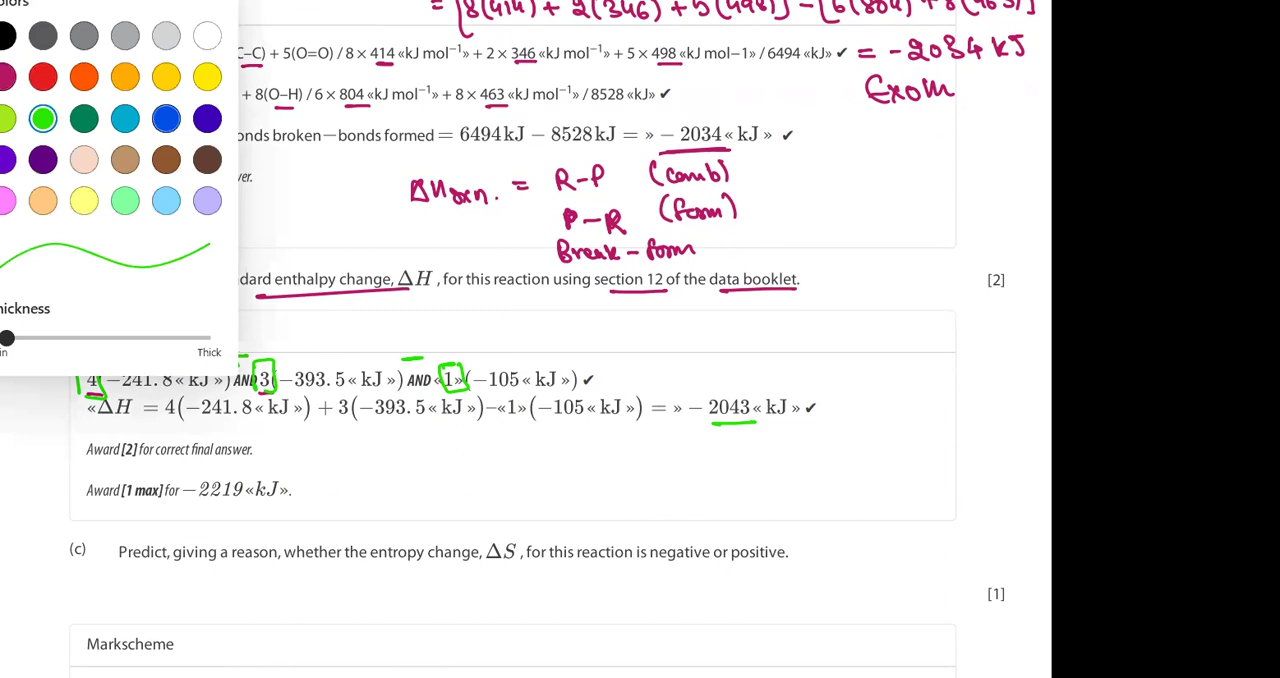 olors
= [8(414) + 2(346) + 5(498)] - [6(804) + 8(463)]
C–C) + 5(O=O) / 8 × 414 «kJ mol⁻¹» + 2 × 346 «kJ mol⁻¹» + 5 × 498 «kJ mol–1» / 6494 «kJ» ✔ = -2034 kJ
+ 8(O–H) / 6 × 804 «kJ mol⁻¹» + 8 × 463 «kJ mol⁻¹» / 8528 «kJ» ✔ Exom
onds broken – bonds formed = 6494 kJ – 8528 kJ = » – 2034 « kJ » ✔
ver.
ΔHrxn. = R-P (comb)
P-R (form)
Break - form
dard enthalpy change, ΔH, for this reaction using section 12 of the data booklet. [2]
hickness
in Thick
4(–241.8 « kJ ») AND 3(–393.5 « kJ ») AND «1»(–105 « kJ ») ✔
«ΔH = 4(–241.8 « kJ ») + 3(–393.5 « kJ ») – «1»(–105 « kJ ») = » – 2043 « kJ » ✔
Award [2] for correct final answer.
Award [1 max] for –2219 «kJ».
(c) Predict, giving a reason, whether the entropy change, ΔS, for this reaction is negative or positive.
[1]
Markscheme